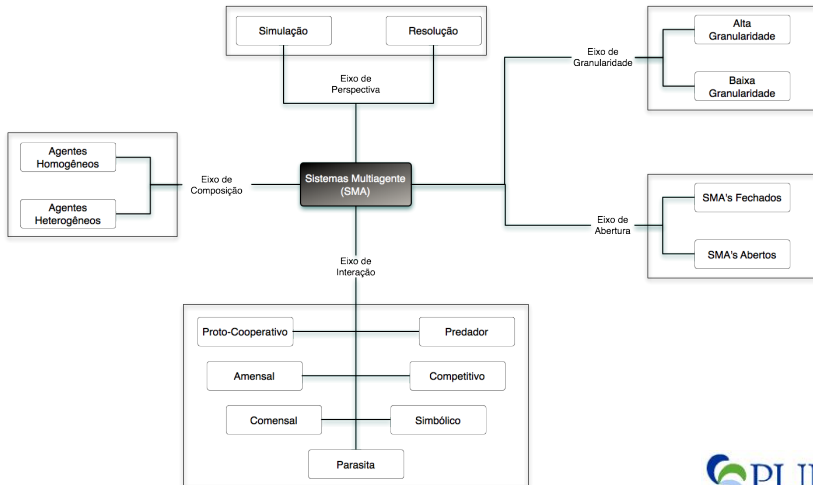 Simulação
Resolução
Eixo de
Perspectiva
Eixo de
Granularidade
Alta
Granularidade
Baixa
Granularidade
Agentes
Homogêneos
Agentes
Heterogêneos
Eixo de
Composição
Sistemas Multiagente
(SMA)
Eixo de
Abertura
SMA's Fechados
SMA's Abertos
Eixo de
Interação
Proto-Cooperativo
Predador
Amensal
Competitivo
Comensal
Simbólico
Parasita